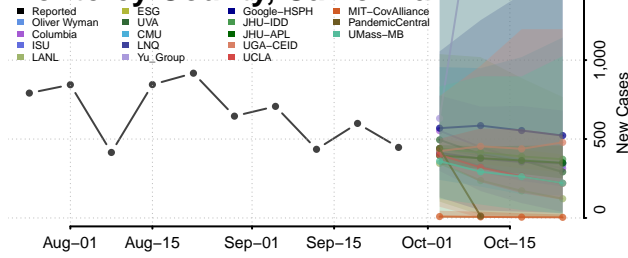 Reported ESG Google−HSPH MIT−CovAlliance
Oliver Wyman UVA JHU−IDD PandemicCentral
Columbia CMU JHU−APL UMass−MB
ISU LNQ UGA−CEID
LANL Yu_Group UCLA
1,000
500
0
New Cases
Aug−01 Aug−15 Sep−01 Sep−15 Oct−01 Oct−15